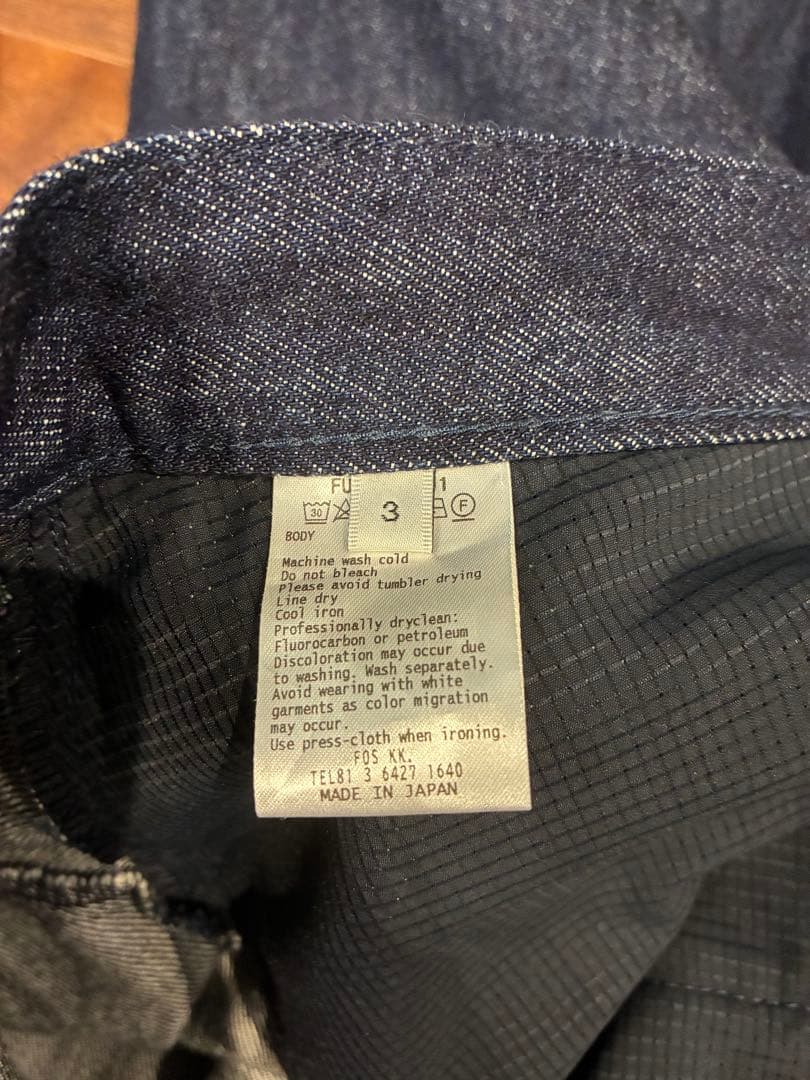 FU 1
3
30 F
BODY
Machine wash cold
Do not bleach
Please avoid tumbler drying
Line dry
Cool iron
Professionally dryclean:
Fluorocarbon or petroleum
Discoloration may occur due
to washing. Wash separately.
Avoid wearing with white
garments as color migration
may occur.
Use press-cloth when ironing.
FOS KK.
TEL81 3 6427 1640
MADE IN JAPAN